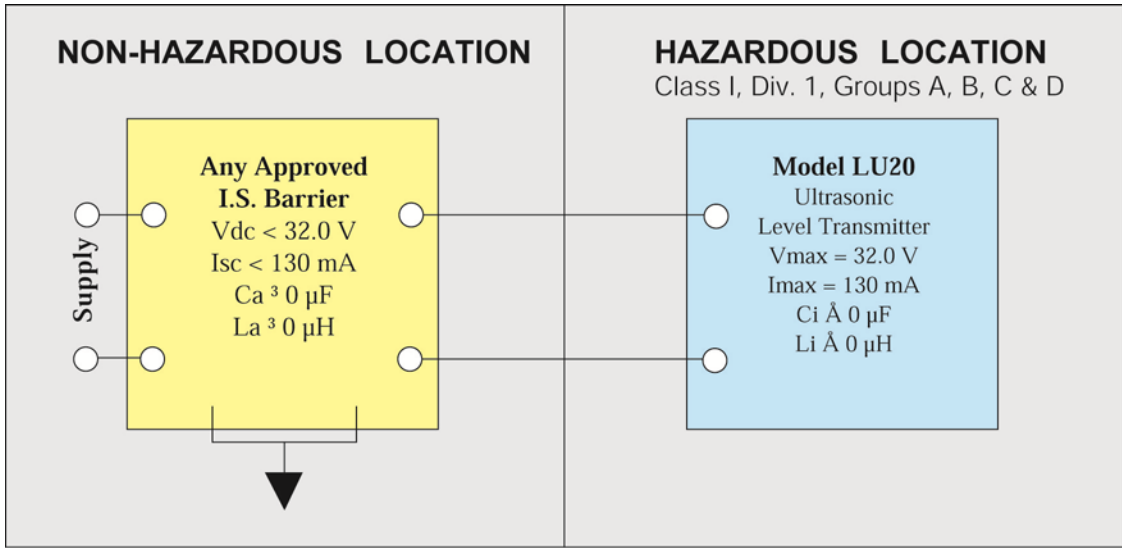 NON-HAZARDOUS LOCATION
HAZARDOUS LOCATION
Class I, Div. 1, Groups A, B, C & D
Supply
Any Approved
I.S. Barrier
Vdc < 32.0 V
Isc < 130 mA
Ca ³ 0 µF
La ³ 0 µH
Model LU20
Ultrasonic
Level Transmitter
Vmax = 32.0 V
Imax = 130 mA
Ci Å 0 µF
Li Å 0 µH